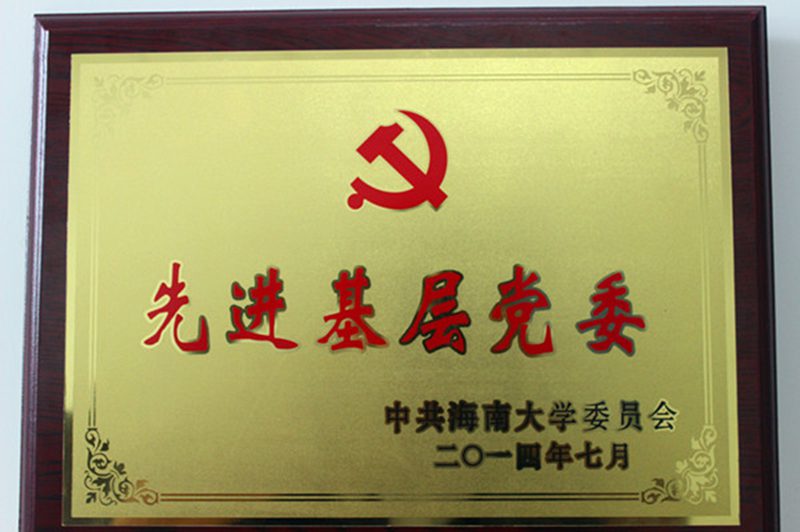 先进基层党委
中共海南大学委员会
二〇一四年七月